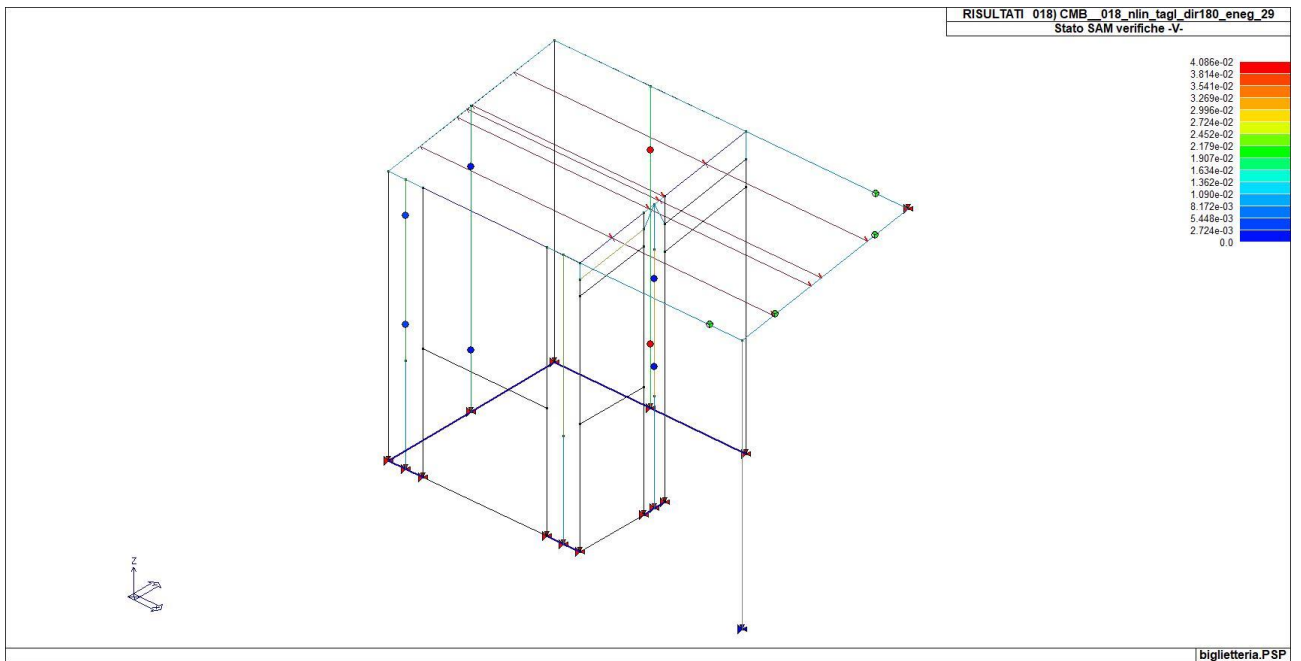 RISULTATI 018) CMB__018_nlin_tagl_dir180_eneg_29
Stato SAM verifiche -V-
4.086e-02
3.814e-02
3.541e-02
3.269e-02
2.996e-02
2.724e-02
2.452e-02
2.179e-02
1.907e-02
1.634e-02
1.362e-02
1.090e-02
8.172e-03
5.448e-03
2.724e-03
0.0
Z
biglietteria.PSP